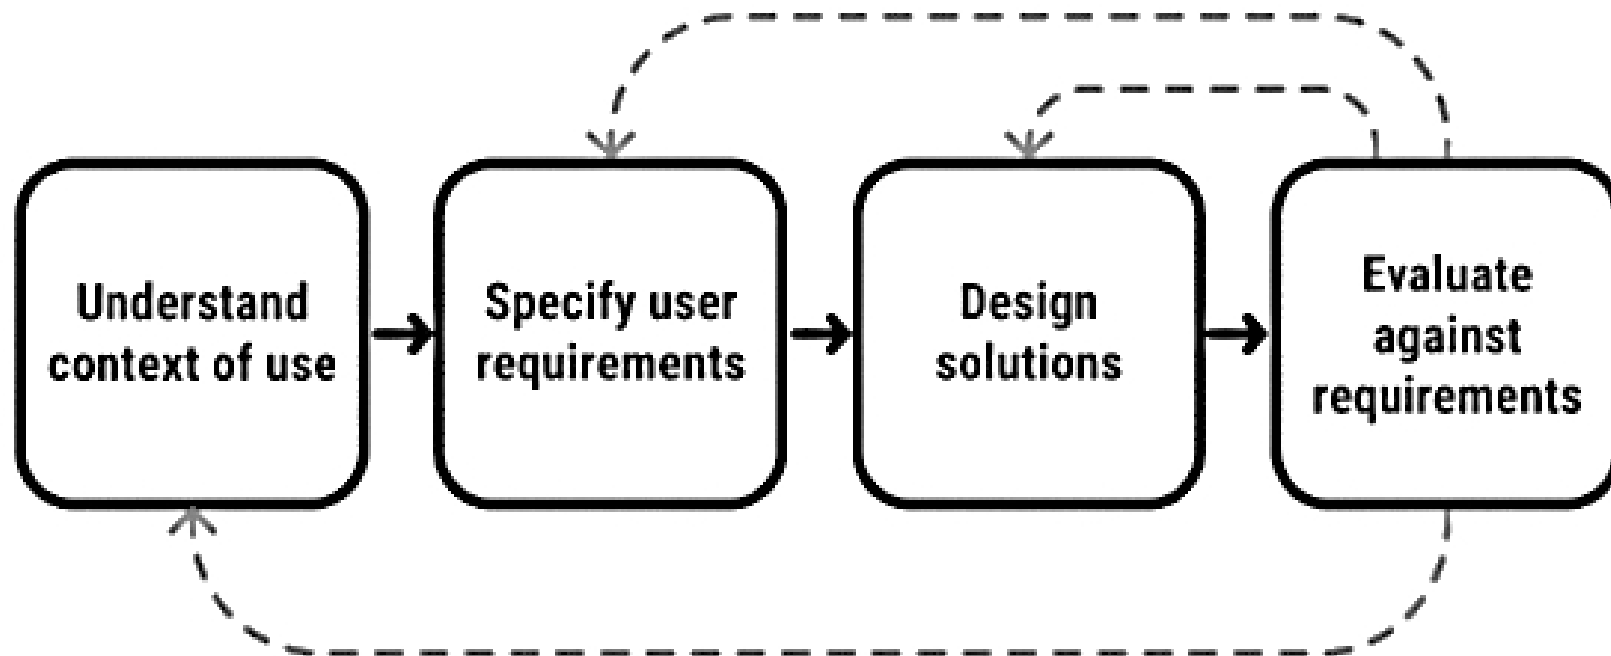 Understand
context of use
Specify user
requirements
Design
solutions
Evaluate
against
requirements